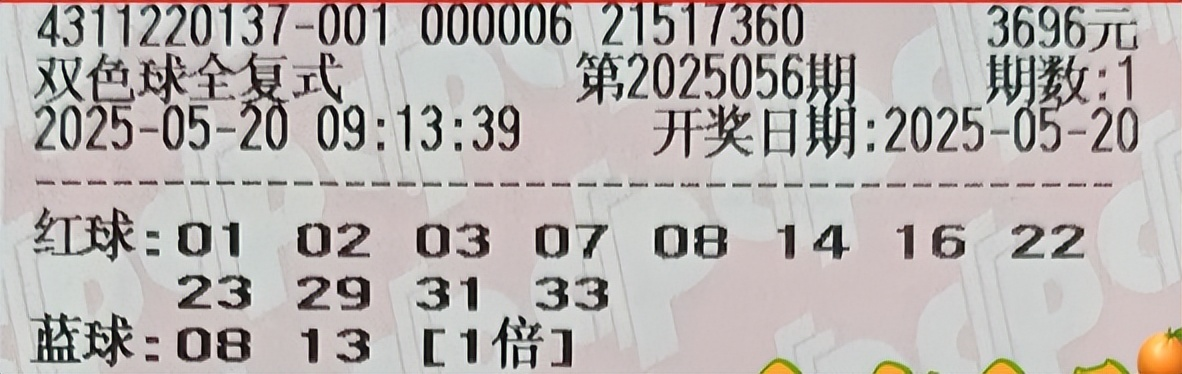 4311220137-001 000006 21517360 3696元
双色球全复式 第2025056期 期数:1
2025-05-20 09:13:39 开奖日期:2025-05-20
红球:01 02 03 07 08 14 16 22
23 29 31 33
蓝球:08 13 [1倍]